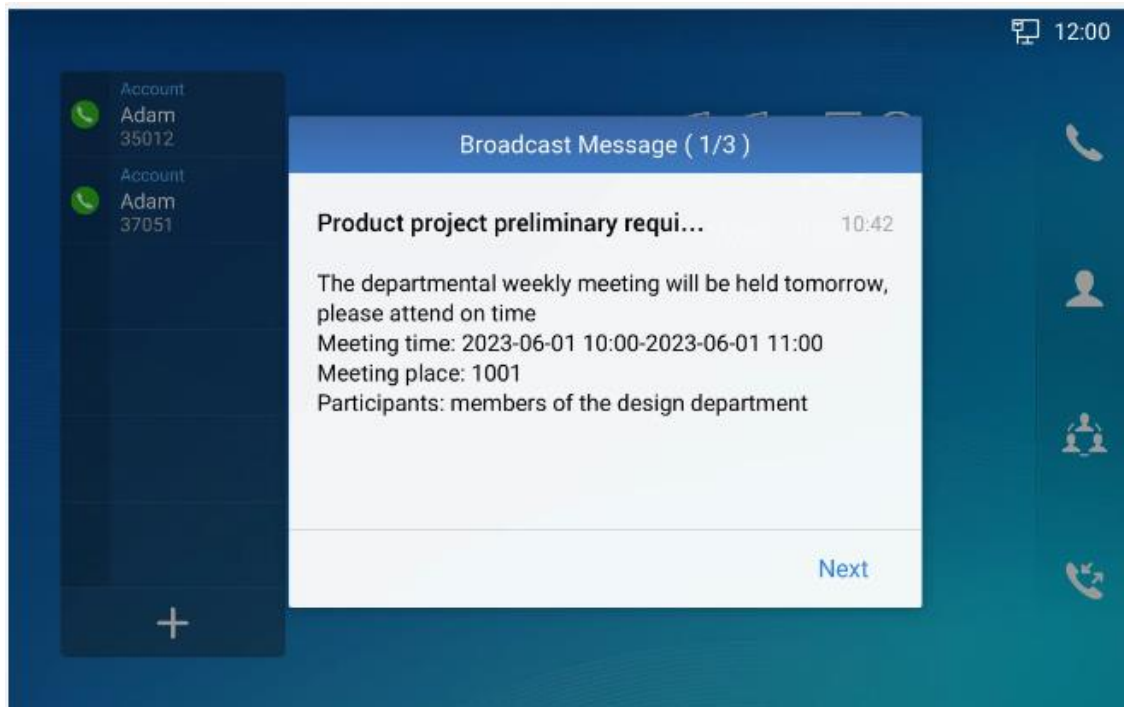 12:00
Account
Adam
35012
Account
Adam
37051
Broadcast Message ( 1/3 )
Product project preliminary requi...
10:42
The departmental weekly meeting will be held tomorrow,
please attend on time
Meeting time: 2023-06-01 10:00-2023-06-01 11:00
Meeting place: 1001
Participants: members of the design department
Next